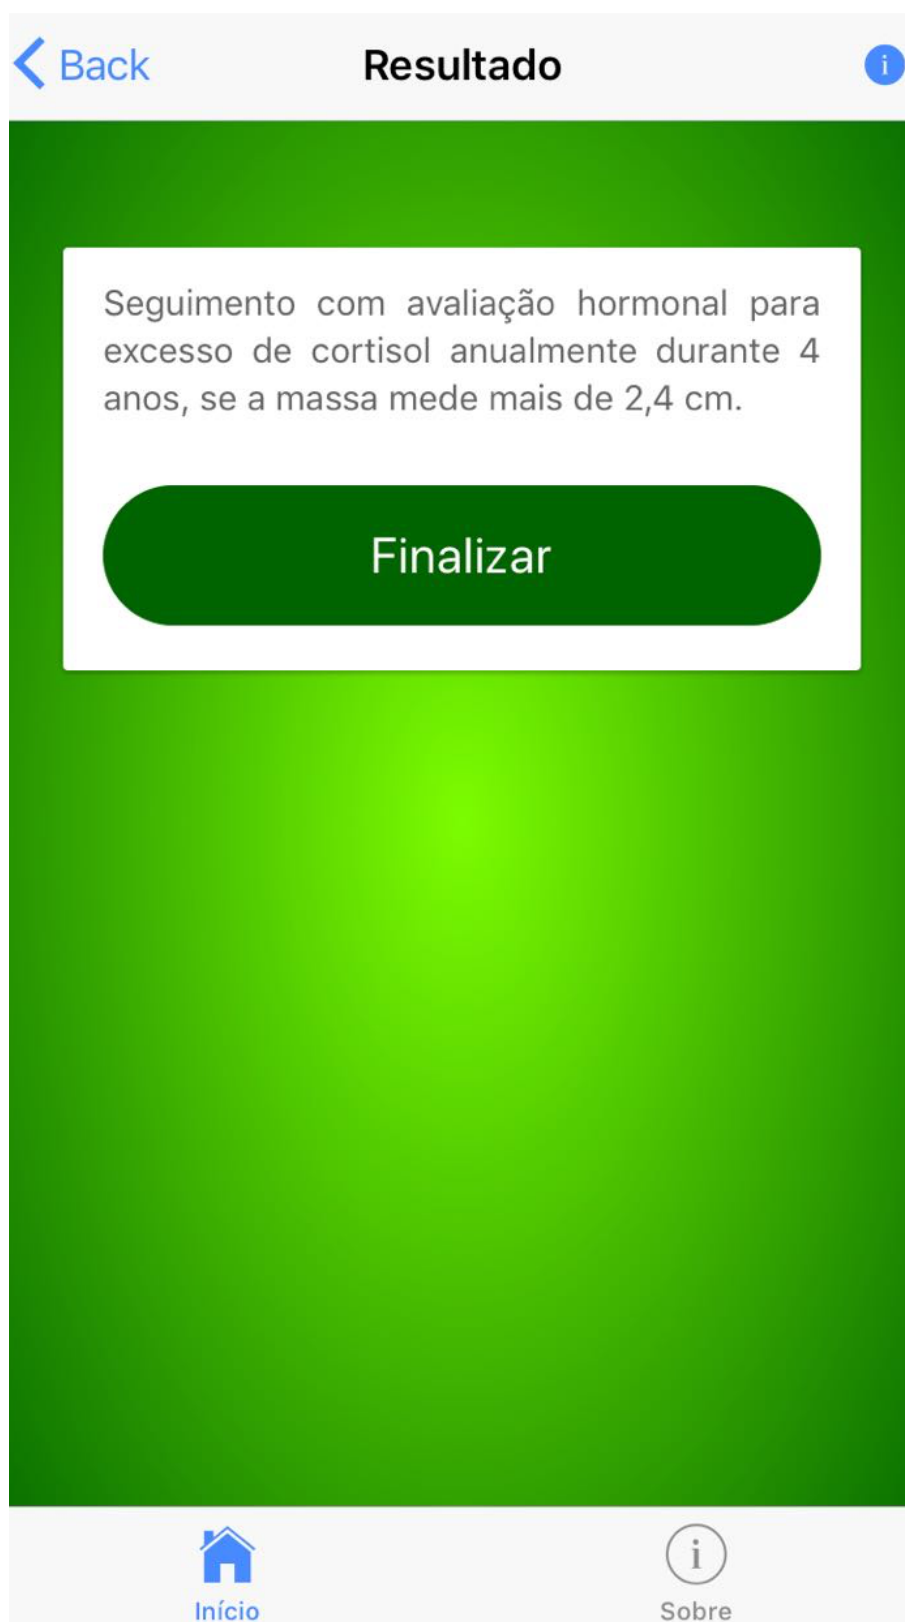 Back
Resultado
i
Seguimento com avaliação hormonal para
excesso de cortisol anualmente durante 4
anos, se a massa mede mais de 2,4 cm.
Finalizar
i
Início
Sobre